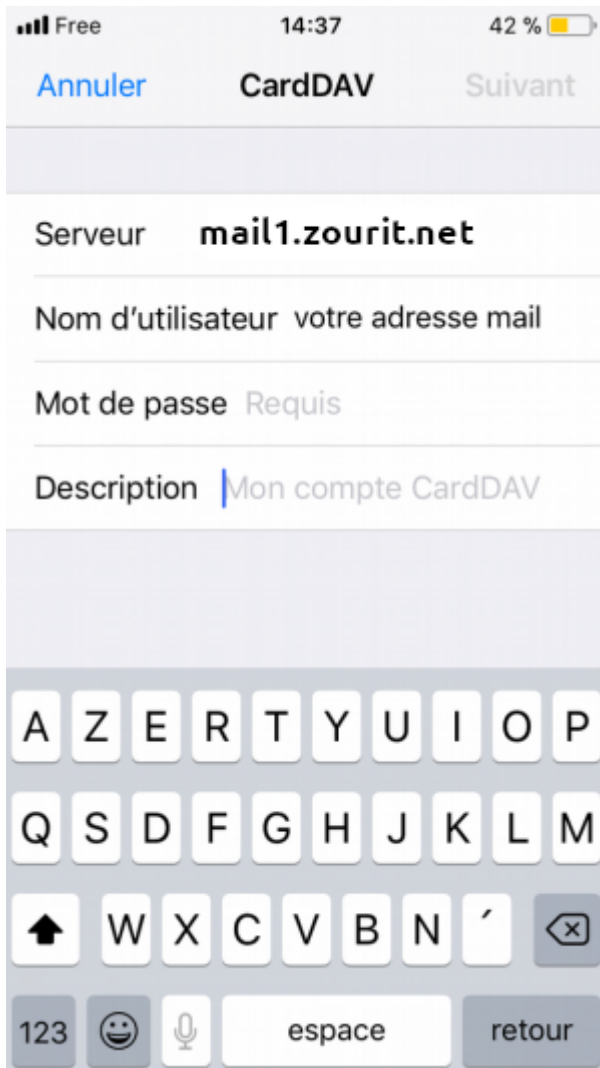 Free 14:37 42 %
Annuler CardDAV Suivant
Serveur mail1.zourit.net
Nom d’utilisateur votre adresse mail
Mot de passe Requis
Description Mon compte CardDAV
A Z E R T Y U I O P
Q S D F G H J K L M
W X C V B N ´
123 espace retour